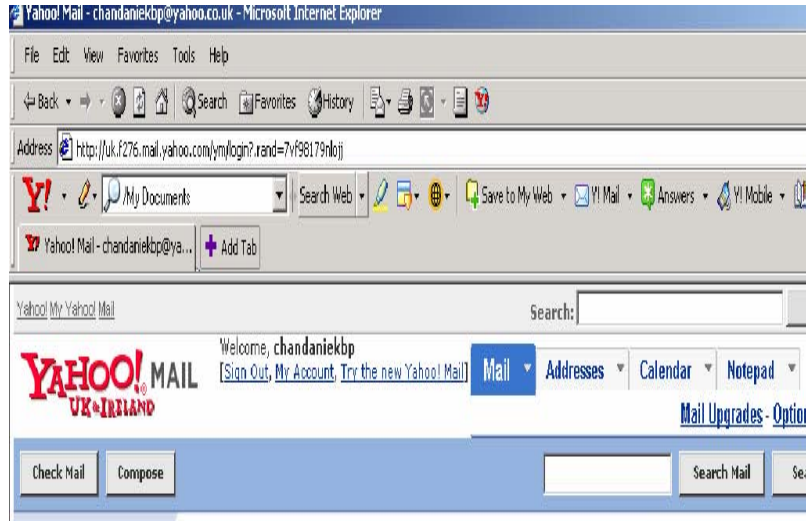 Yahoo! Mail - chandaniekbp@yahoo.co.uk - Microsoft Internet Explorer
File Edit View Favorites Tools Help
Back Search Favorites History
Address http://uk.f276.mail.yahoo.com/ym/login?.rand=7vf98179nlojj
Y! /My Documents Search Web Save to My Web Y! Mail Answers Y! Mobile
Y! Yahoo! Mail - chandaniekbp@ya... Add Tab
Yahoo! My Yahoo! Mail Search:
YAHOO! MAIL
UK & IRELAND
Welcome, chandaniekbp
[Sign Out, My Account, Try the new Yahoo! Mail]
Mail Addresses Calendar Notepad
Mail Upgrades - Option
Check Mail Compose Search Mail Sea